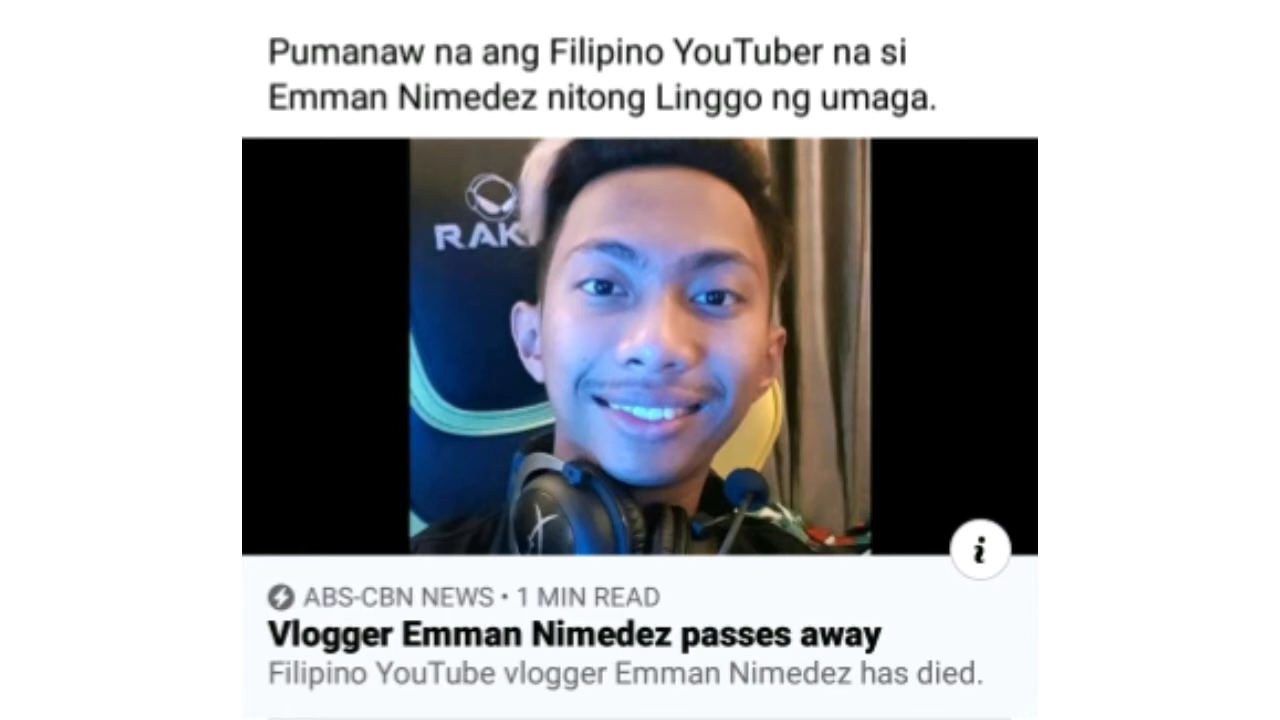 Pumanaw na ang Filipino YouTuber na si
Emman Nimedez nitong Linggo ng umaga.
RAK
i
ABS-CBN NEWS • 1 MIN READ
Vlogger Emman Nimedez passes away
Filipino YouTube vlogger Emman Nimedez has died.